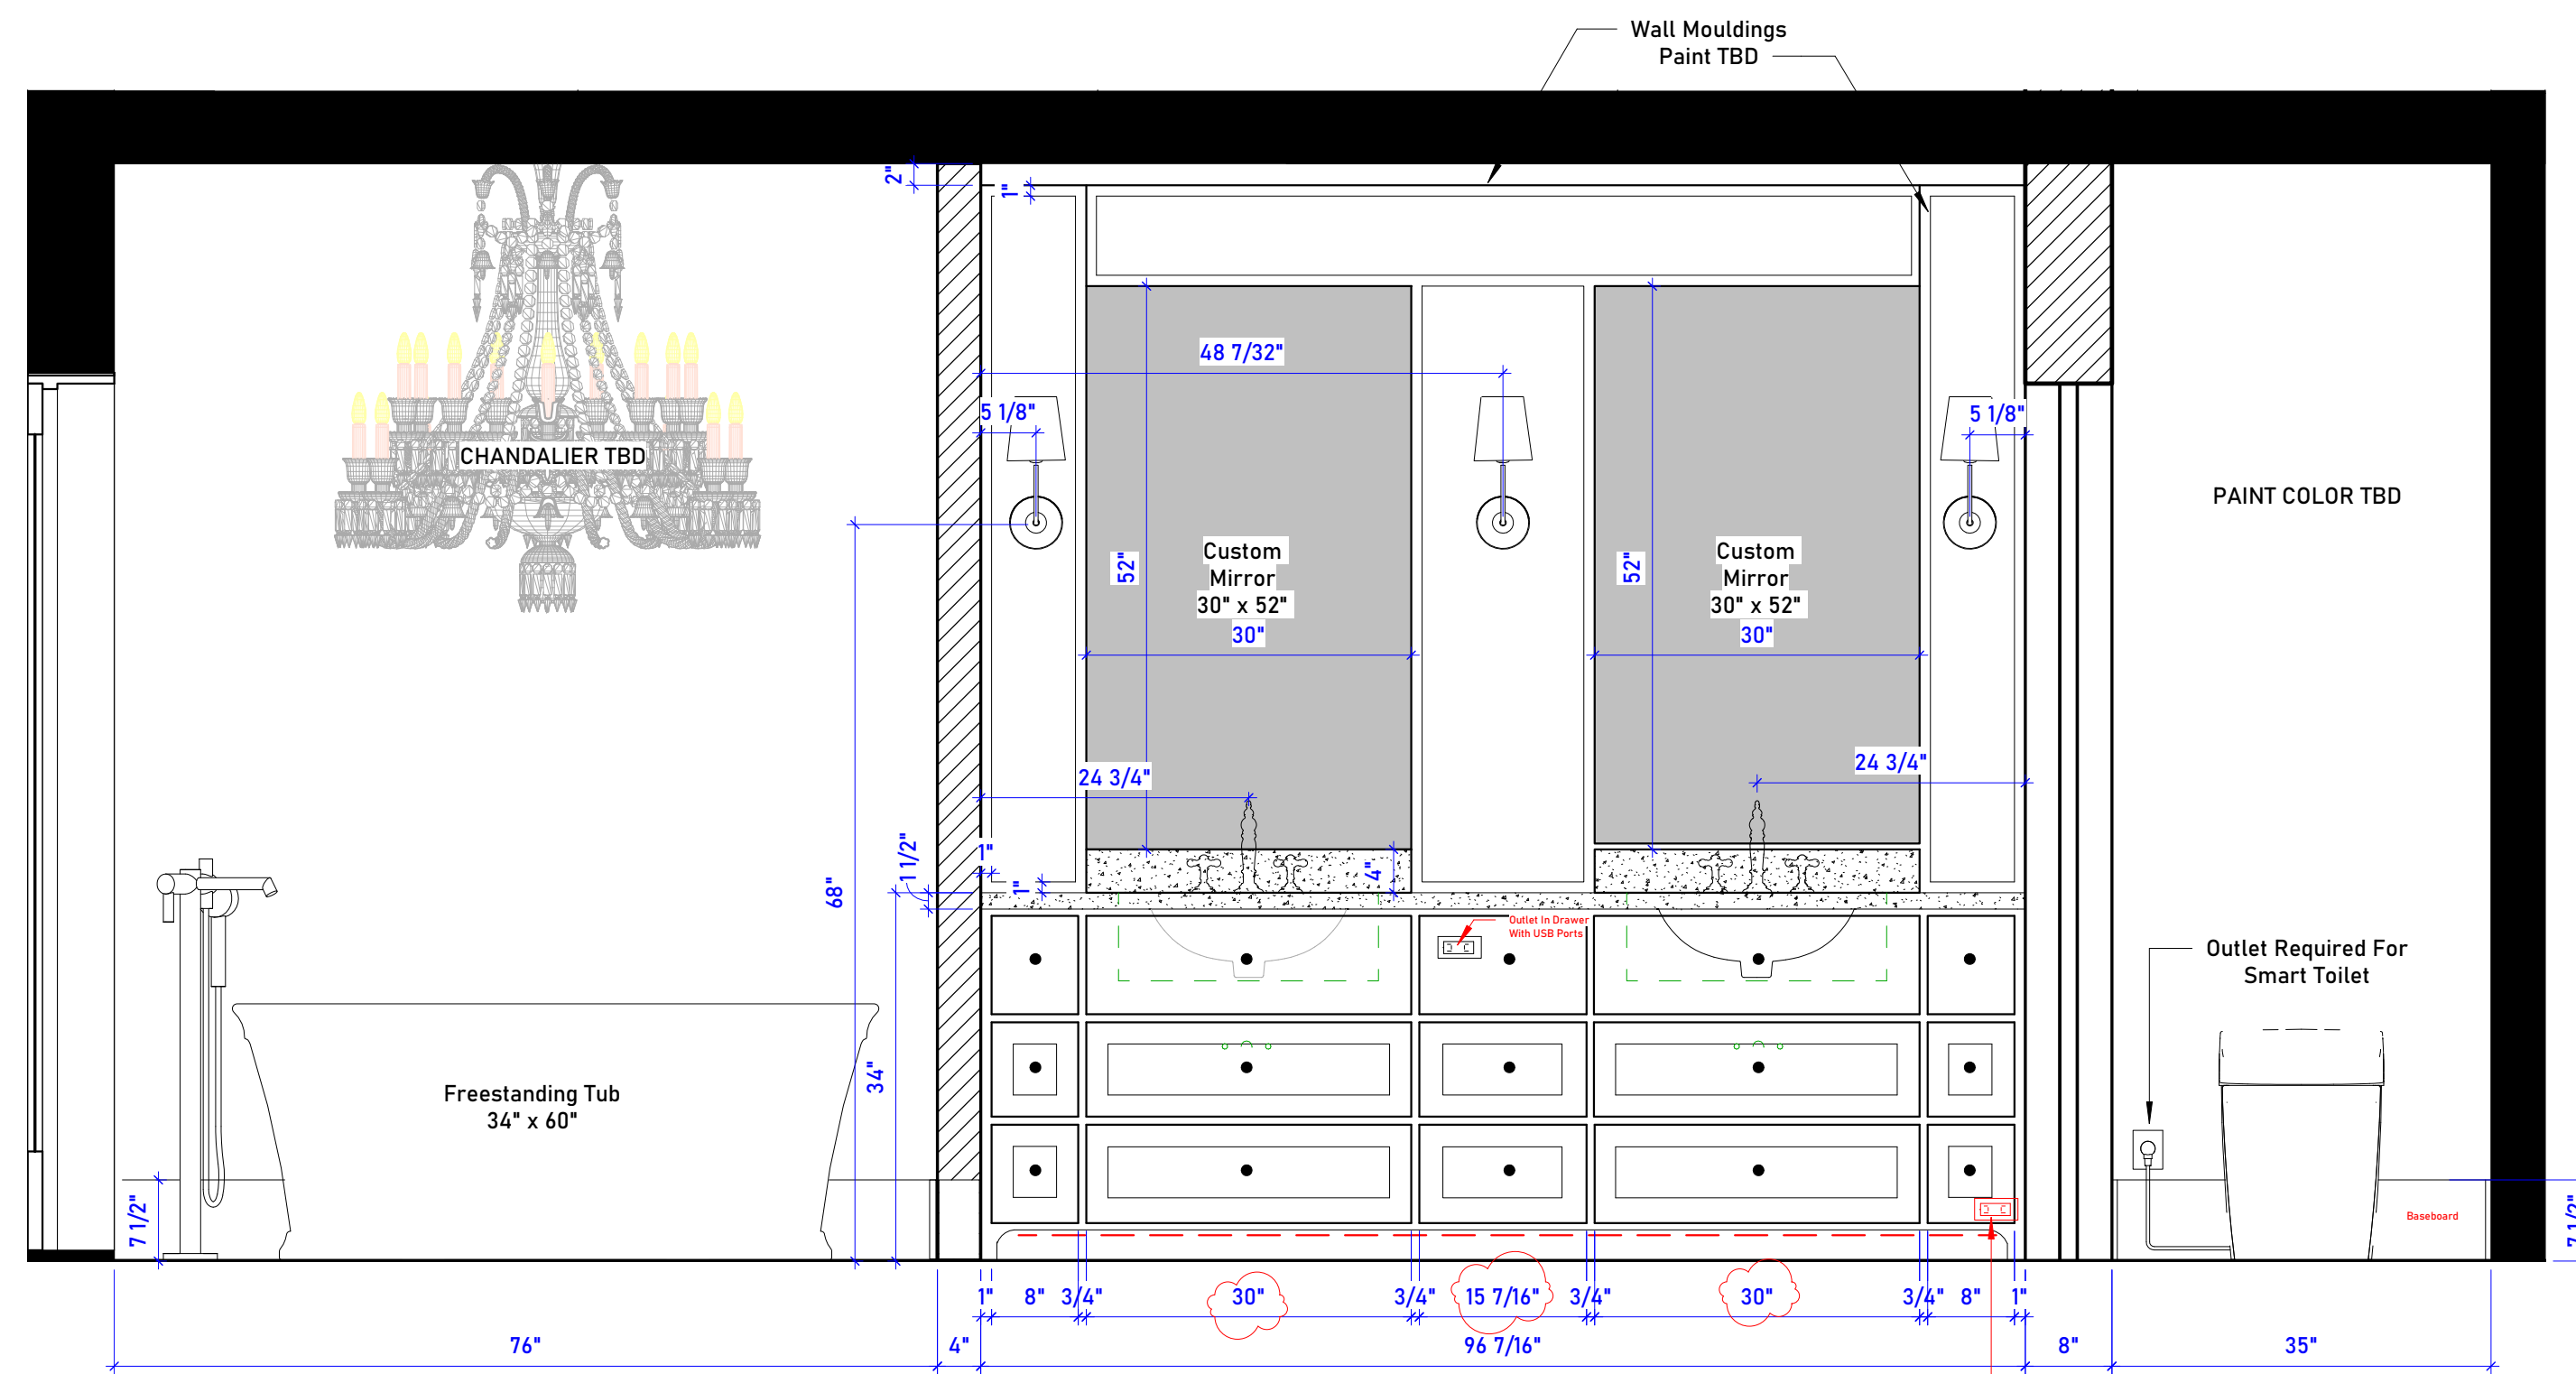 Wall Mouldings
Paint TBD
2"
1"
48 7/32"
5 1/8"
5 1/8"
CHANDALIER TBD
PAINT COLOR TBD
52"
Custom
Mirror
30" x 52"
30"
52"
Custom
Mirror
30" x 52"
30"
24 3/4"
24 3/4"
68"
1 1/2"
1"
1"
4"
Outlet In Drawer
With USB Ports
Outlet Required For
Smart Toilet
34"
Freestanding Tub
34" x 60"
7 1/2"
Baseboard
7 1/2"
1"
8"
3/4"
30"
3/4"
15 7/16"
3/4"
30"
3/4"
8"
1"
76"
4"
96 7/16"
8"
35"